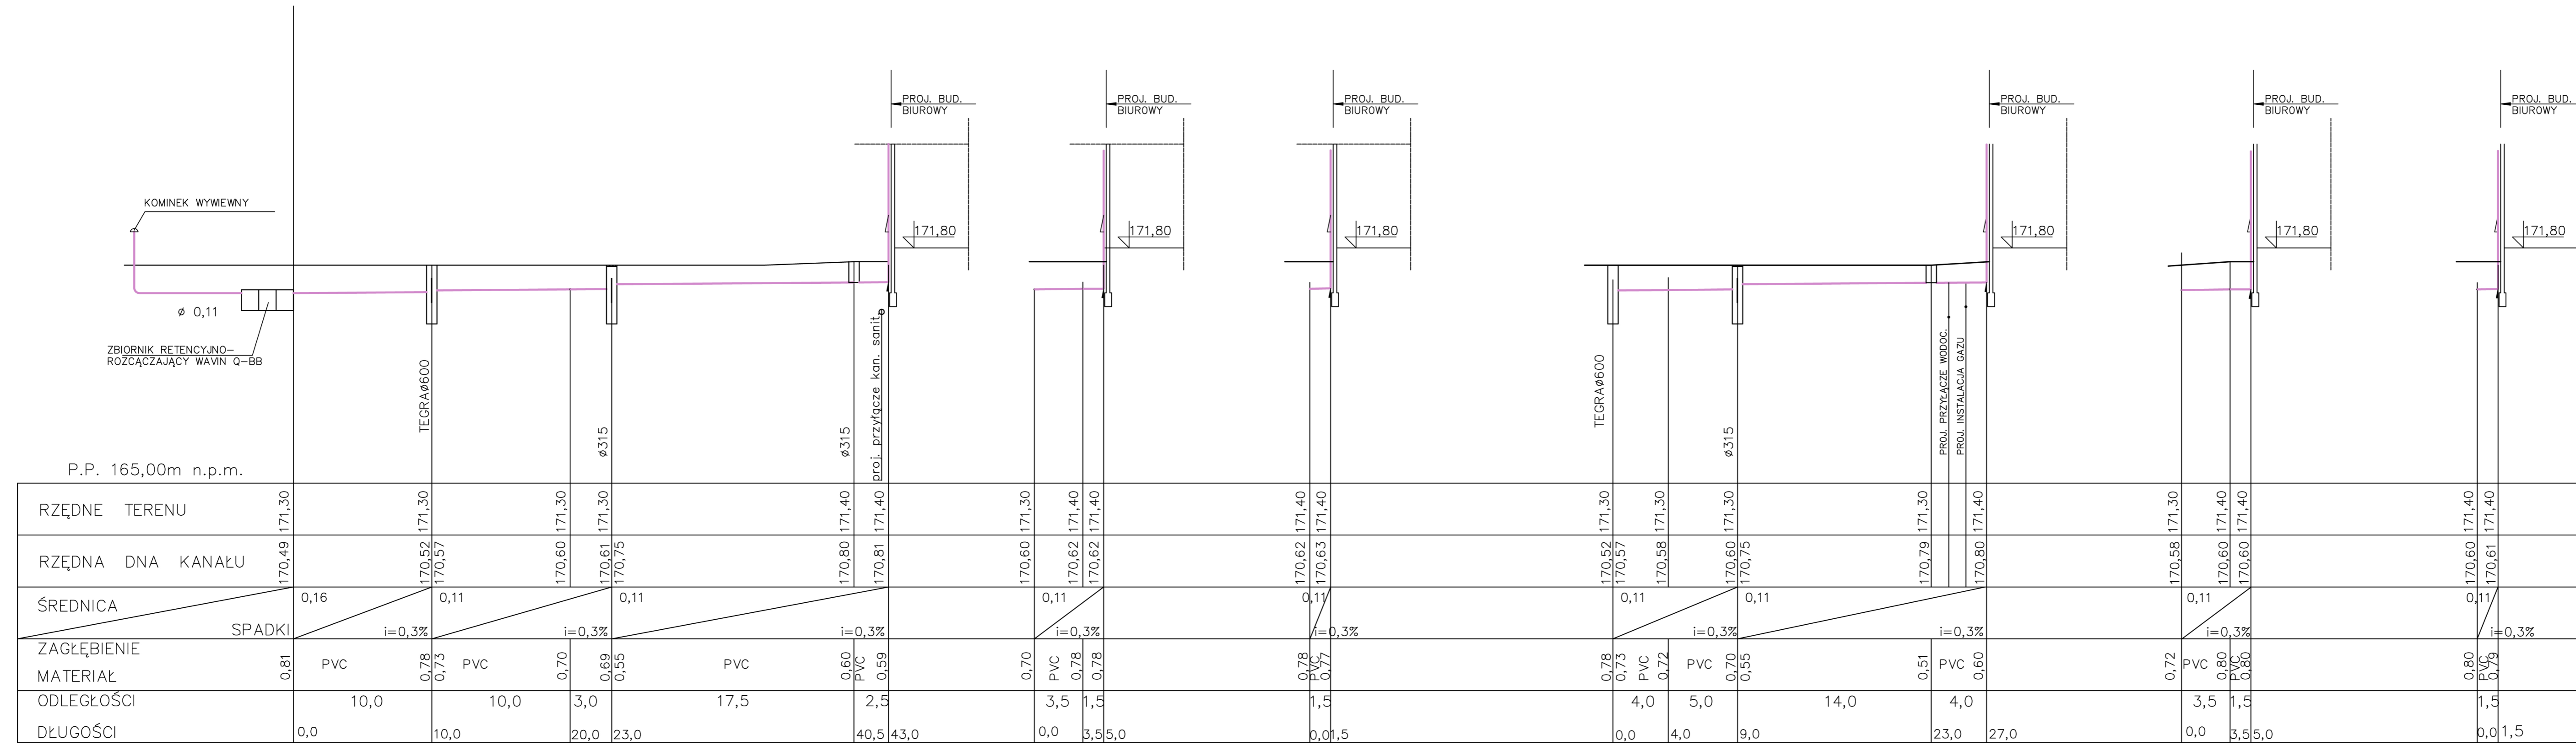 PROJ. BUD.
BIUROWY
PROJ. BUD.
BIUROWY
PROJ. BUD.
BIUROWY
PROJ. BUD.
BIUROWY
PROJ. BUD.
BIUROWY
PROJ. BUD.
BIUROWY
KOMINEK WYWIEWNY
171,80
171,80
171,80
171,80
171,80
171,80
ø 0,11
ZBIORNIK RETENCYJNO-
ROZCĄCZAJĄCY WAVIN Q-BB
TEGRAø600
ø315
ø315
proj. przyłącze kan. sanit.
TEGRAø600
ø315
PROJ. PRZYŁĄCZE WODOC.
PROJ. INSTALACJA GAZU
P.P. 165,00m n.p.m.
RZĘDNE TERENU
171,30 171,30 171,30 171,30 171,40 171,40 171,30 171,40 171,40 171,40 171,40 171,30 171,30 171,30 171,30 171,40 171,30 171,40 171,40 171,40 171,40
RZĘDNA DNA KANAŁU
170,49 170,52 170,57 170,60 170,61 170,75 170,80 170,81 170,60 170,62 170,62 170,62 170,63 170,52 170,57 170,58 170,60 170,75 170,79 170,80 170,58 170,60 170,60 170,60 170,61
ŚREDNICA
0,16 0,11 0,11 0,11 0,11 0,11 0,11 0,11 0,11
SPADKI
i=0,3% i=0,3% i=0,3% i=0,3% i=0,3% i=0,3% i=0,3% i=0,3% i=0,3%
ZAGŁĘBIENIE
MATERIAŁ
0,81 PVC 0,78 0,73 PVC 0,70 0,69 0,55 PVC 0,60 PVC 0,59 0,70 PVC 0,78 0,78 0,78 PVC 0,77 0,78 0,73 PVC 0,72 PVC 0,70 0,55 0,51 PVC 0,60 0,72 PVC 0,80 PVC 0,80 0,80 PVC 0,79
ODLEGŁOŚCI
10,0 10,0 3,0 17,5 2,5 3,5 1,5 1,5 4,0 5,0 14,0 4,0 3,5 1,5 1,5
DŁUGOŚCI
0,0 10,0 20,0 23,0 40,5 43,0 0,0 3,5 5,0 0,0 1,5 0,0 4,0 9,0 23,0 27,0 0,0 3,5 5,0 0,0 1,5